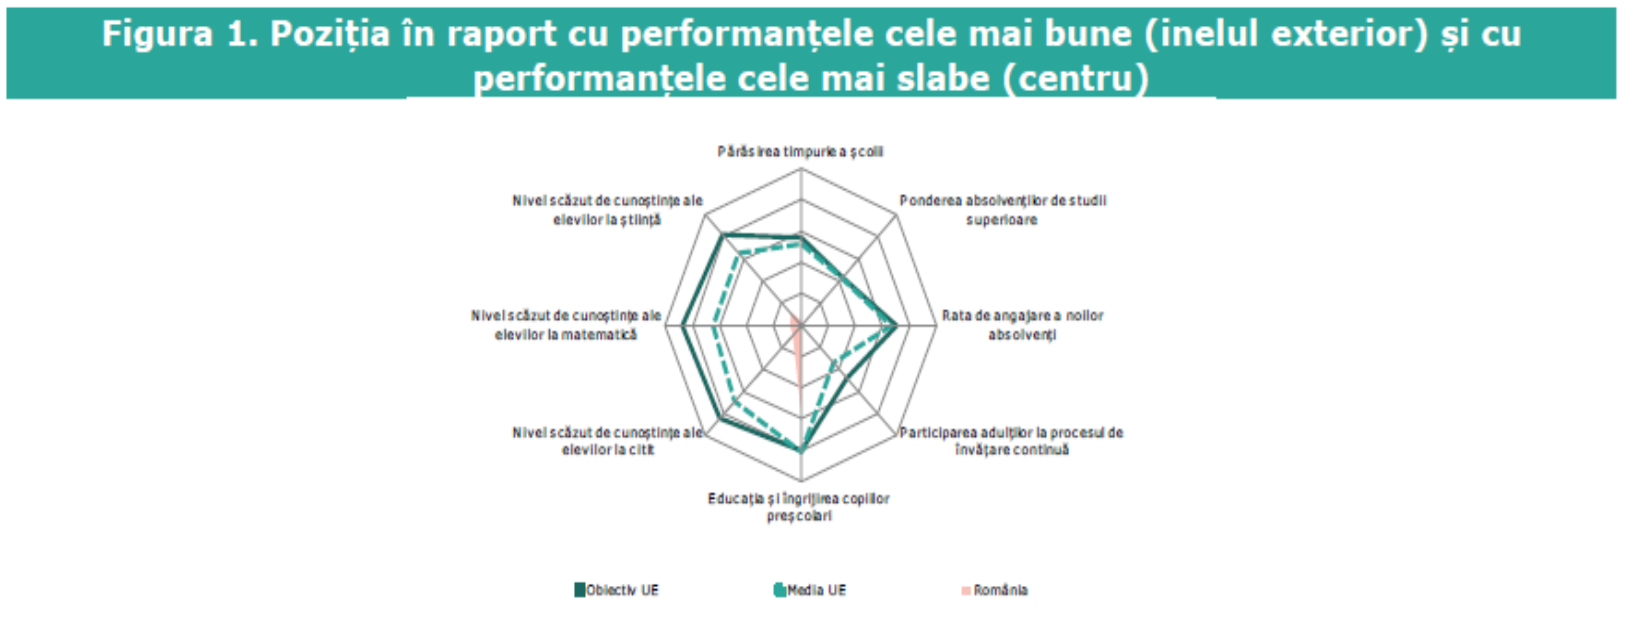 Figura 1. Poziția în raport cu performanțele cele mai bune (inelul exterior) și cu
performanțele cele mai slabe (centru)
Părăsirea timpurie a școlii
Nivel scăzut de cunoștințe ale
elevilor la știință
Ponderea absolvenților de studii
superioare
Nivel scăzut de cunoștințe ale
elevilor la matematică
Rata de angajare a noilor
absolvenți
Nivel scăzut de cunoștințe ale
elevilor la citit
Participarea adulților la procesul de
învățare continuă
Educația și îngrijirea copiilor
preșcolari
Obiectiv UE
Media UE
România